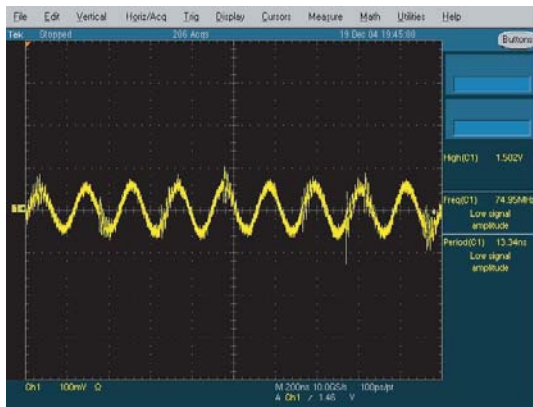 File Edit Vertical Horiz/Acq Trig Display Cursors Measure Math Utilities Help
Tek Stopped 206 Acqs 19 Dec 04 19:45:00
Buttons
High(C1) 1.502V
Freq(C1) 74.95MHz
Low signal
amplitude
Period(C1) 13.34ns
Low signal
amplitude
Ch1 100mV Ω
M 200ns 10.0GS/s 100ps/pt
A Ch1 / 1.46 V